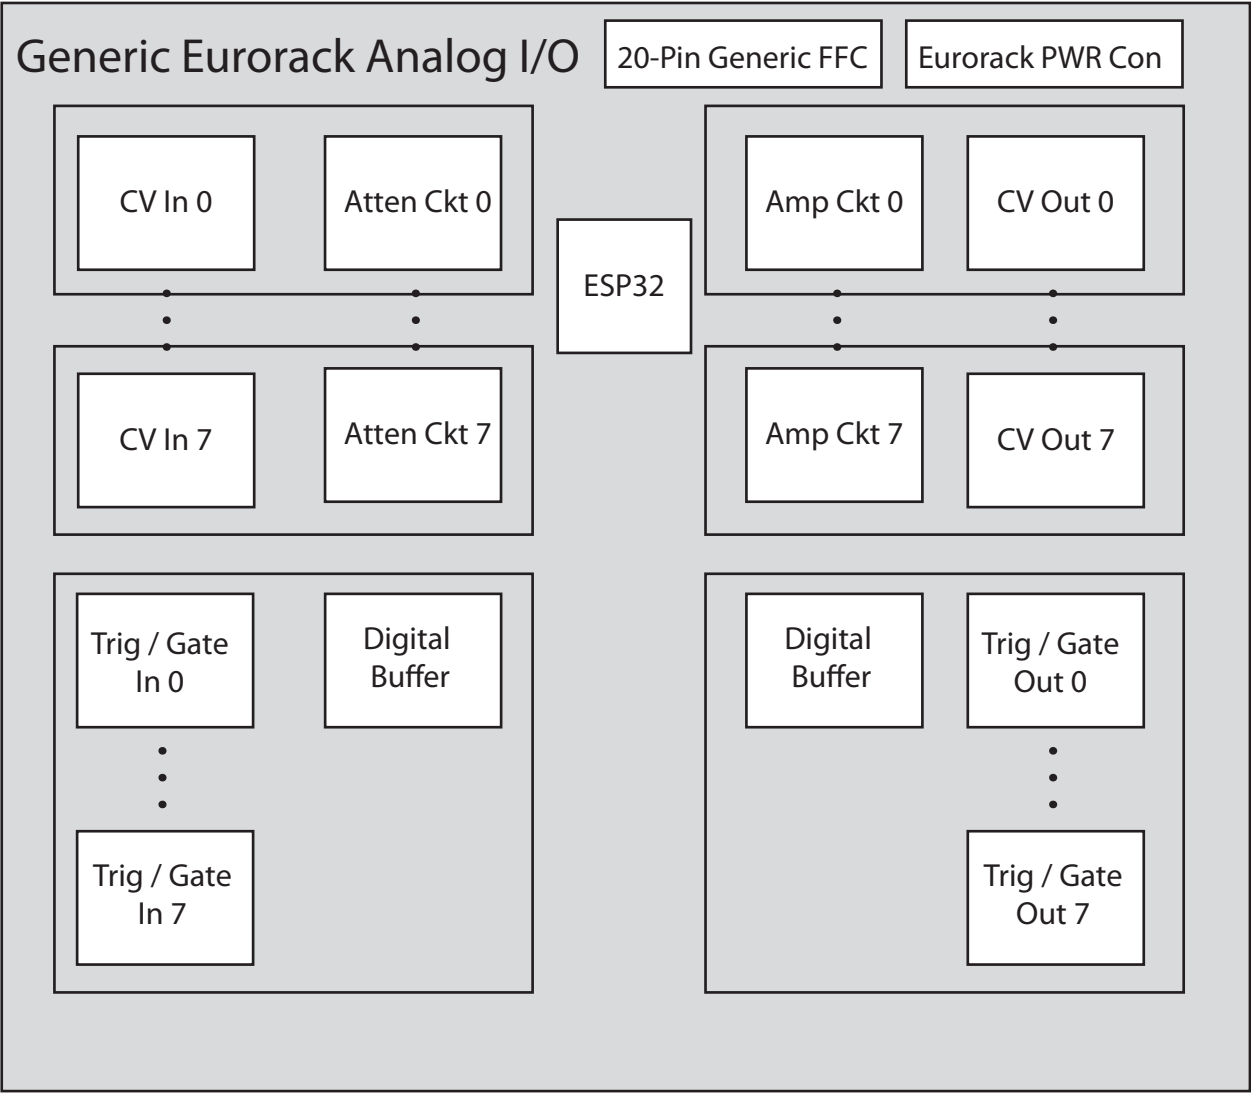 Generic Eurorack Analog I/O
20-Pin Generic FFC
Eurorack PWR Con
CV In 0
Atten Ckt 0
ESP32
Amp Ckt 0
CV Out 0
CV In 7
Atten Ckt 7
Amp Ckt 7
CV Out 7
Trig / Gate
In 0
Digital
Buffer
Digital
Buffer
Trig / Gate
Out 0
Trig / Gate
In 7
Trig / Gate
Out 7